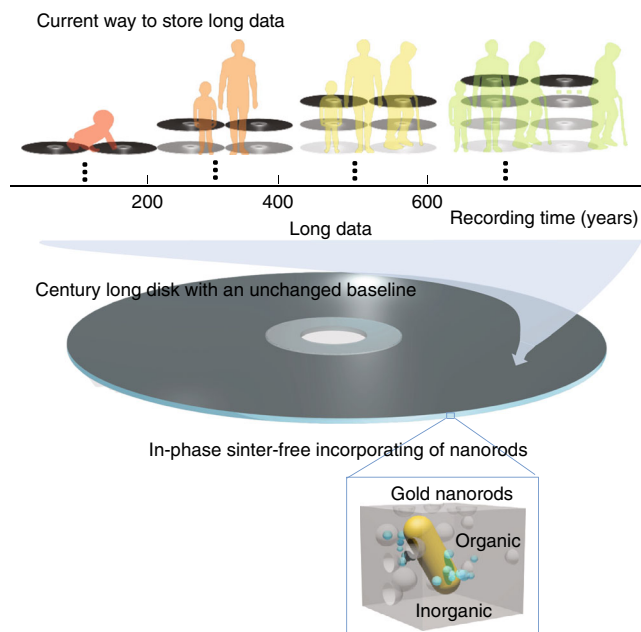 Current way to store long data
200
400
600
Recording time (years)
Long data
Century long disk with an unchanged baseline
In-phase sinter-free incorporating of nanorods
Gold nanorods
Organic
Inorganic